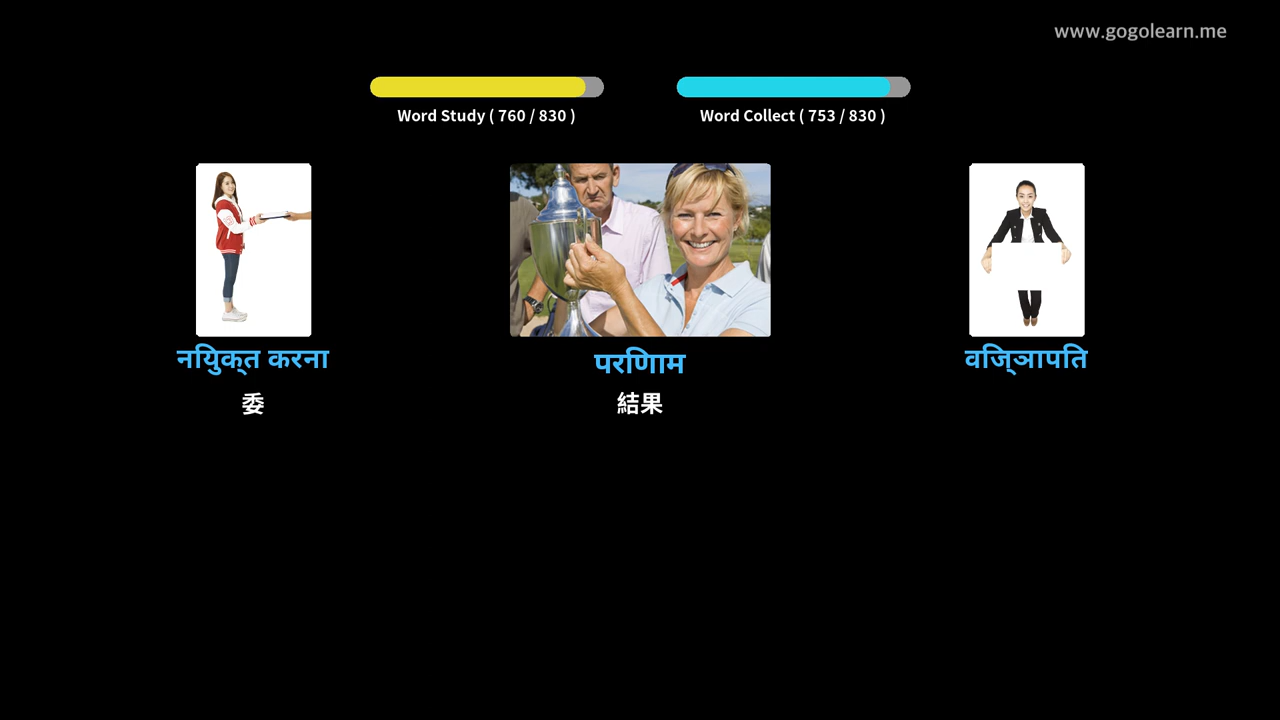 www.gogolearn.me
Word Study ( 760 / 830 )
Word Collect ( 753 / 830 )
नियुक्त करना
परिणाम
विज्ञापति
委
結果